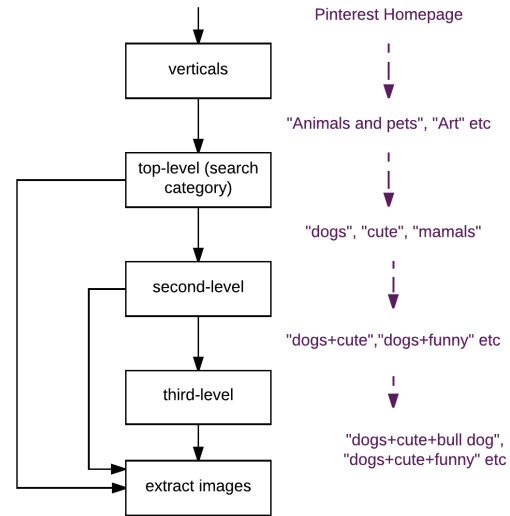 Pinterest Homepage
verticals
"Animals and pets", "Art" etc
top-level (search
category)
"dogs", "cute", "mamals"
second-level
"dogs+cute","dogs+funny" etc
third-level
"dogs+cute+bull dog",
"dogs+cute+funny" etc
extract images